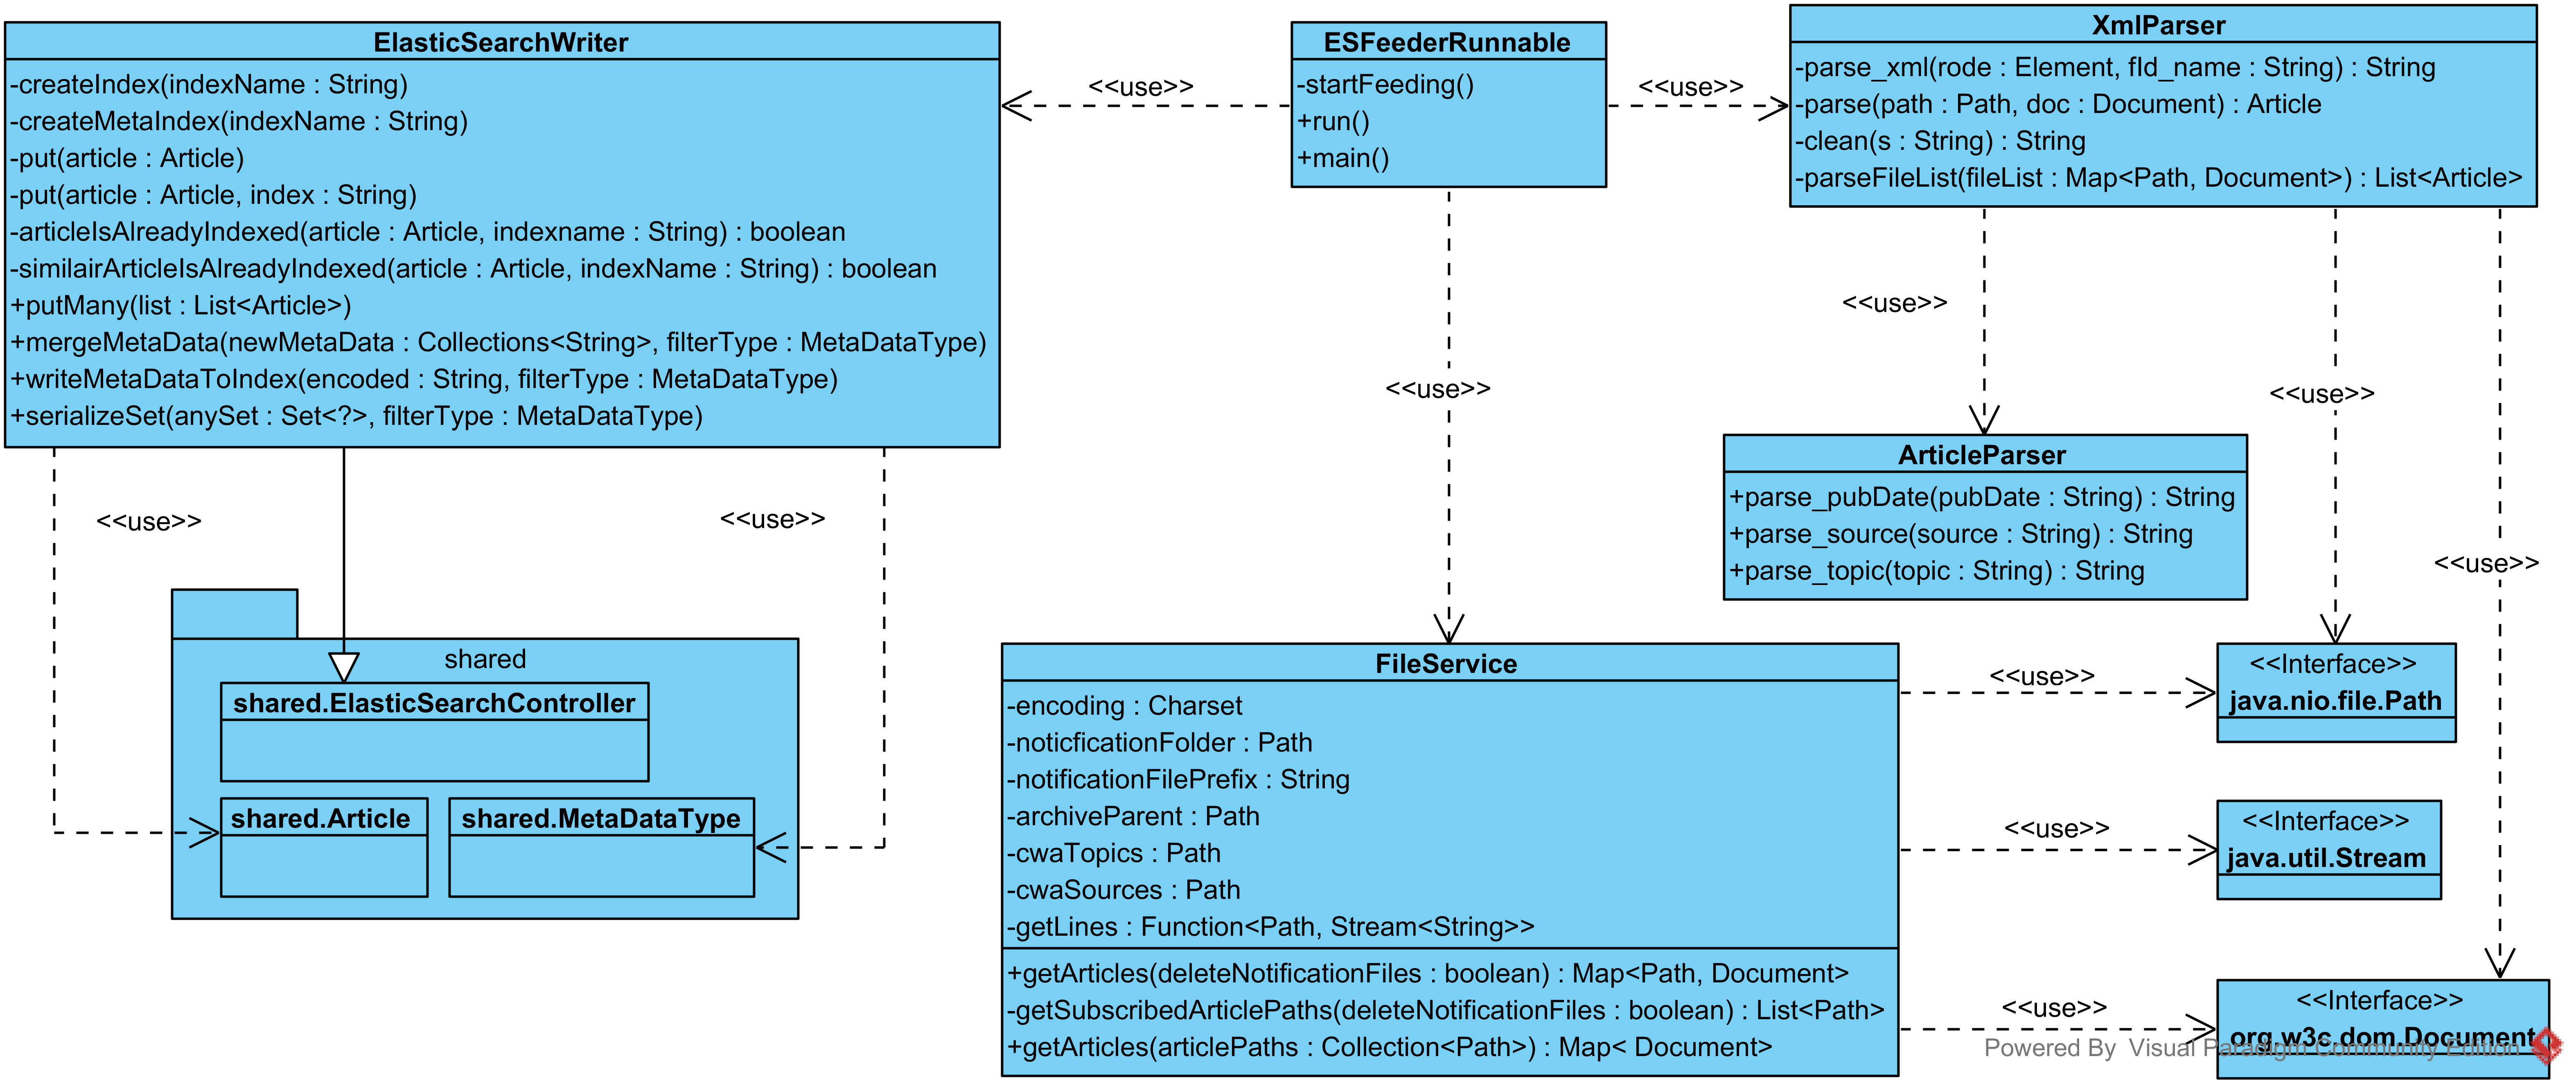 ElasticSearchWriter
-createIndex(indexName : String)
-createMetaIndex(indexName : String)
-put(article : Article)
-put(article : Article, index : String)
-articleIsAlreadyIndexed(article : Article, indexname : String) : boolean
-similairArticleIsAlreadyIndexed(article : Article, indexName : String) : boolean
+putMany(list : List<Article>)
+mergeMetaData(newMetaData : Collections<String>, filterType : MetaDataType)
+writeMetaDataToIndex(encoded : String, filterType : MetaDataType)
+serializeSet(anySet : Set<?>, filterType : MetaDataType)
<<use>>
ESFeederRunnable
-startFeeding()
+run()
+main()
<<use>>
XmlParser
-parse_xml(rode : Element, fld_name : String) : String
-parse(path : Path, doc : Document) : Article
-clean(s : String) : String
-parseFileList(fileList : Map<Path, Document>) : List<Article>
<<use>>
<<use>>
<<use>>
<<use>>
<<use>>
<<use>>
ArticleParser
+parse_pubDate(pubDate : String) : String
+parse_source(source : String) : String
+parse_topic(topic : String) : String
shared
shared.ElasticSearchController
shared.Article
shared.MetaDataType
FileService
-encoding : Charset
-noticficationFolder : Path
-notificationFilePrefix : String
-archiveParent : Path
-cwaTopics : Path
-cwaSources : Path
-getLines : Function<Path, Stream<String>>
+getArticles(deleteNotificationFiles : boolean) : Map<Path, Document>
-getSubscribedArticlePaths(deleteNotificationFiles : boolean) : List<Path>
+getArticles(articlePaths : Collection<Path>) : Map< Document>
<<use>>
<<Interface>>
java.nio.file.Path
<<use>>
<<Interface>>
java.util.Stream
<<use>>
<<Interface>>
org.w3c.dom.Document
Powered By Visual Paradigm Community Edition